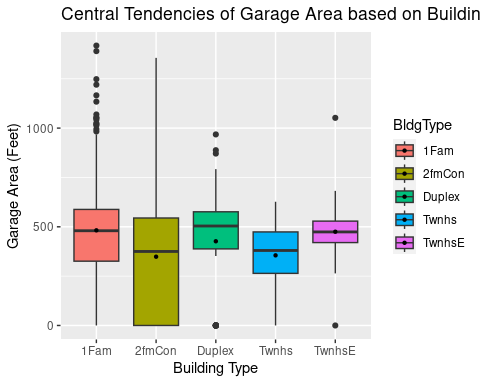 Central Tendencies of Garage Area based on Buildin
Garage Area (Feet)
1000
500
0
1Fam
2fmCon
Duplex
Twnhs
TwnhsE
Building Type
BldgType
1Fam
2fmCon
Duplex
Twnhs
TwnhsE